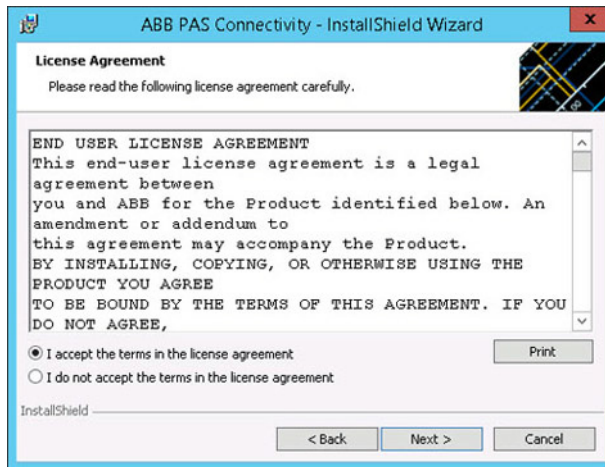 ABB PAS Connectivity - InstallShield Wizard
x
License Agreement
Please read the following license agreement carefully.
END USER LICENSE AGREEMENT
This end-user license agreement is a legal
agreement between
you and ABB for the Product identified below. An
amendment or addendum to
this agreement may accompany the Product.
BY INSTALLING, COPYING, OR OTHERWISE USING THE
PRODUCT YOU AGREE
TO BE BOUND BY THE TERMS OF THIS AGREEMENT. IF YOU
DO NOT AGREE,
I accept the terms in the license agreement
Print
I do not accept the terms in the license agreement
InstallShield
< Back Next > Cancel